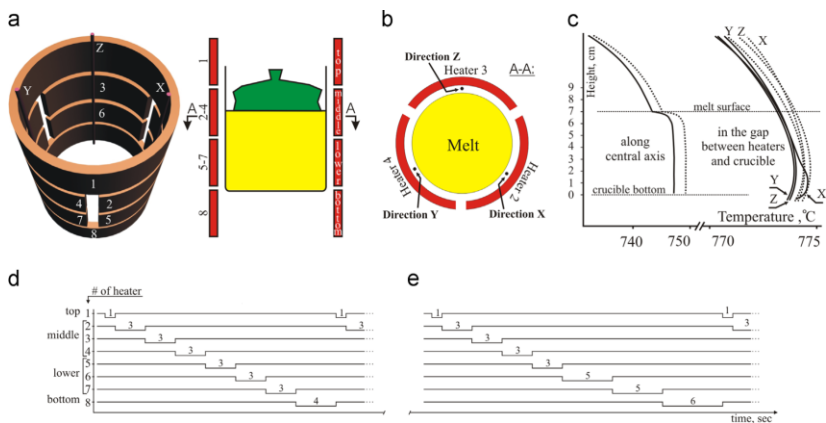 a
Z
Y
X
3
6
1
4
2
7
5
8
1
2-4
5-7
8
A
A
top
middle
lower
bottom
b
Direction Z
A-A:
Heater 3
Melt
Heater 4
Heater 2
Direction Y
Direction X
c
Height, cm
9
8
7
6
5
4
3
2
1
0
Y
Z
X
melt surface
along
central axis
in the gap
between heaters
and crucible
crucible bottom
Y
Z
X
Temperature, °C
740
750
770
775
d
# of heater
top
middle
lower
bottom
1
2
3
4
5
6
7
8
1
1
3
3
3
3
3
3
3
4
e
1
1
3
3
3
3
3
5
5
6
time, sec